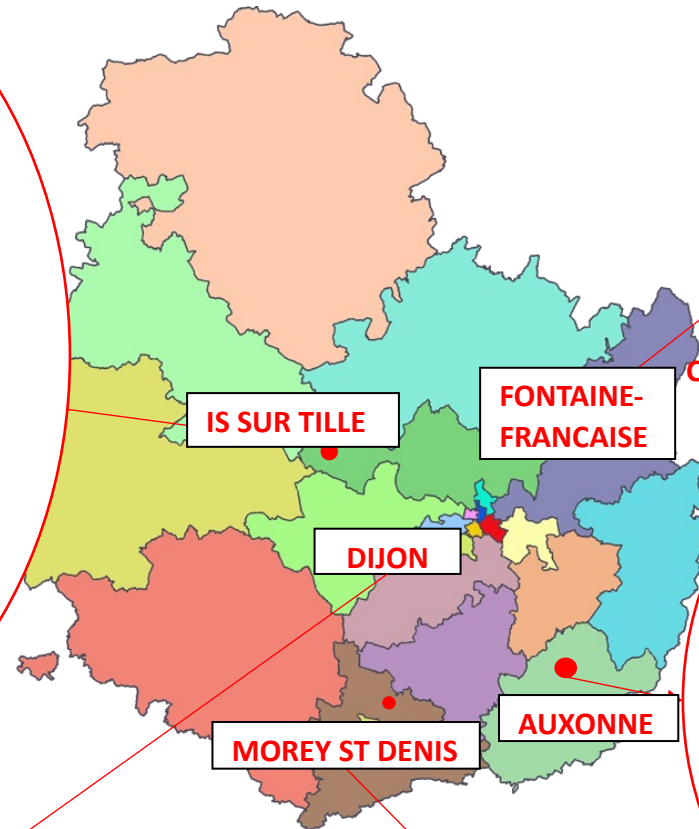 IS SUR TILLE
FONTAINE-
FRANCAISE
DIJON
AUXONNE
MOREY ST DENIS